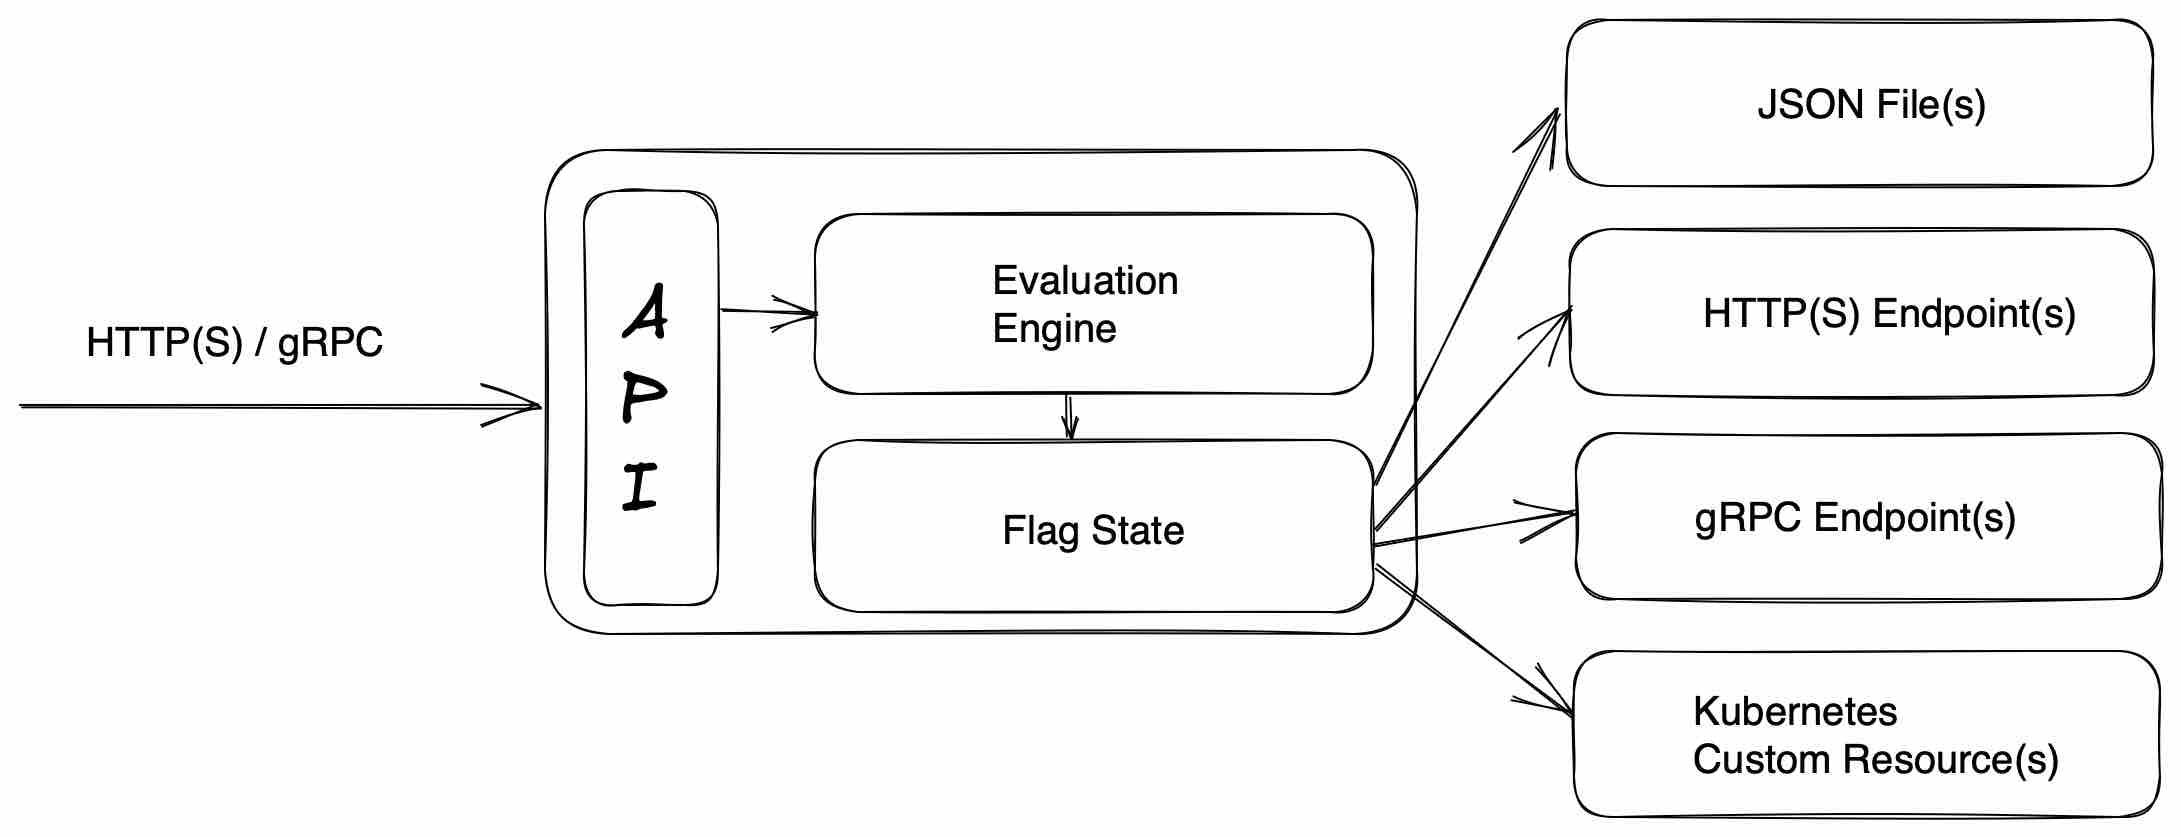 HTTP(S) / gRPC
A
P
I
Evaluation
Engine
Flag State
JSON File(s)
HTTP(S) Endpoint(s)
gRPC Endpoint(s)
Kubernetes
Custom Resource(s)